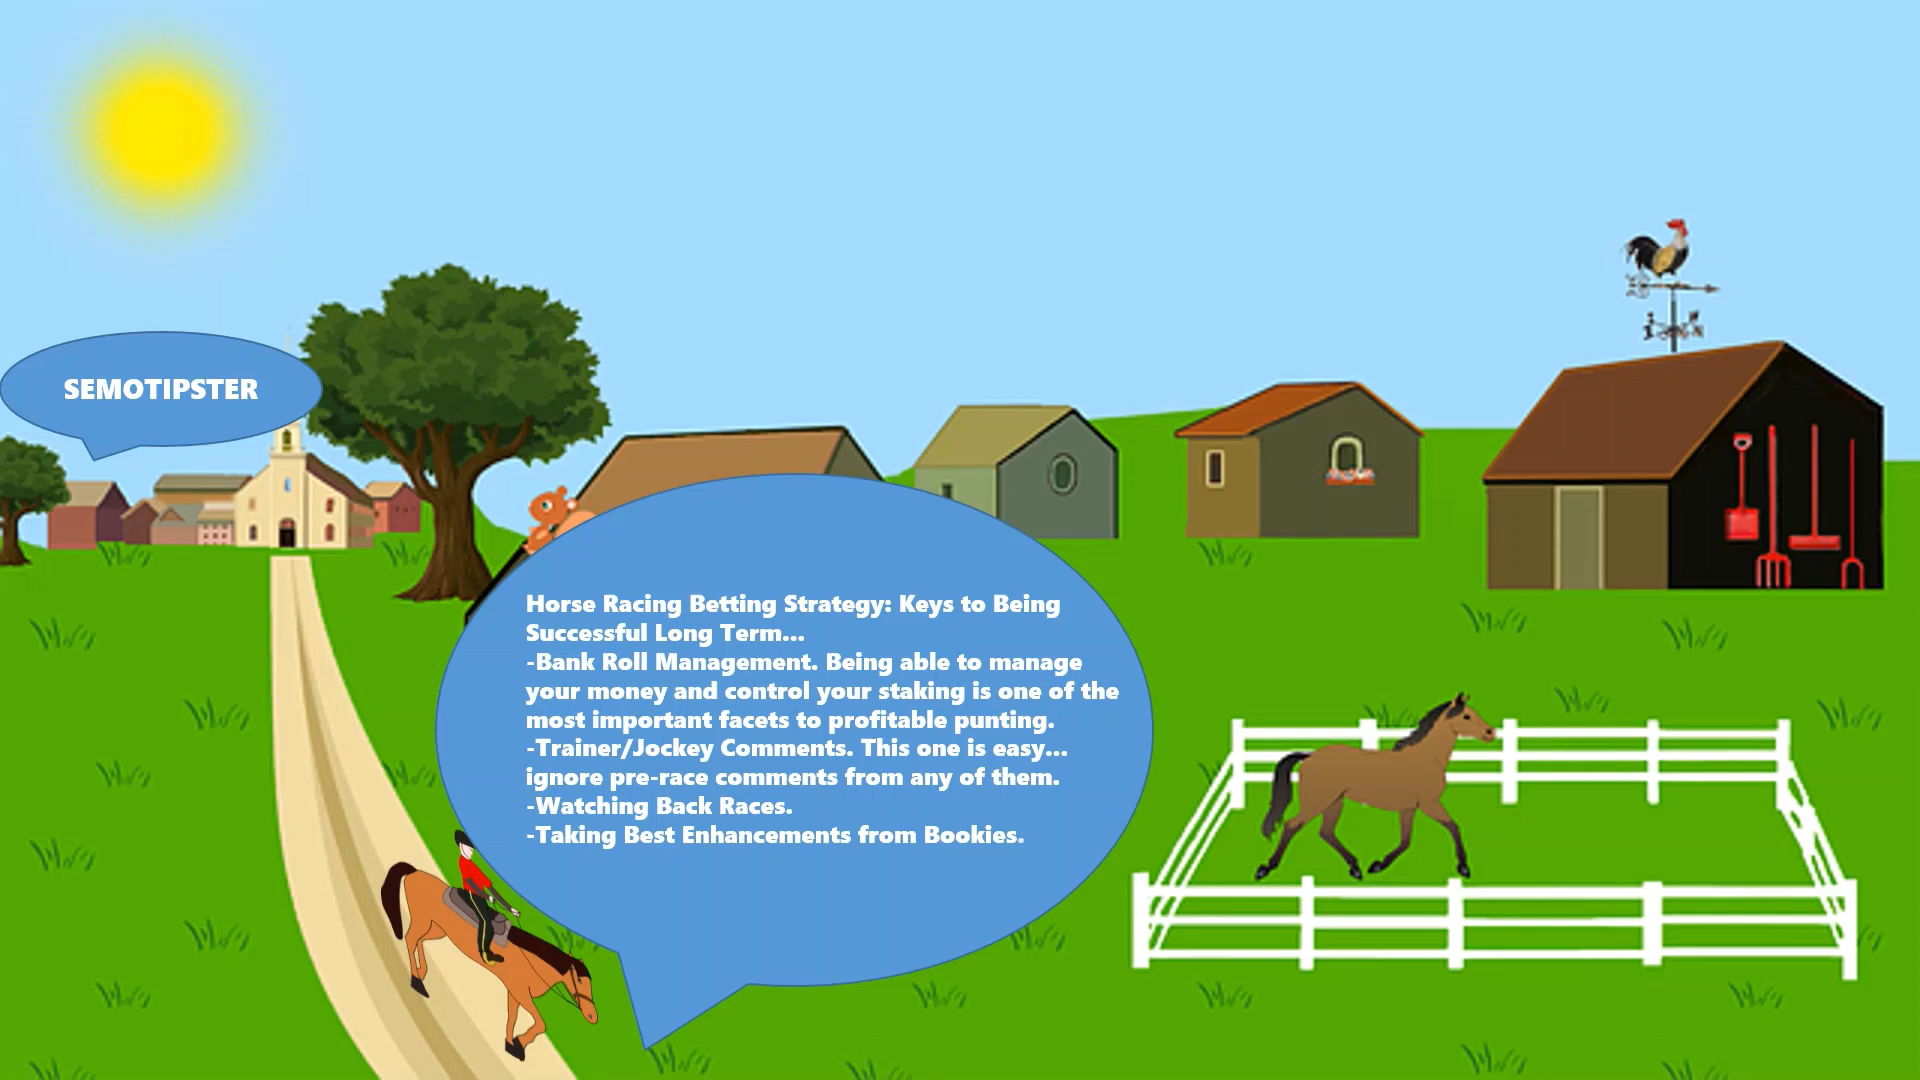 SEMOTIPSTER
Horse Racing Betting Strategy: Keys to Being
Successful Long Term...
-Bank Roll Management. Being able to manage
your money and control your staking is one of the
most important facets to profitable punting.
-Trainer/Jockey Comments. This one is easy...
ignore pre-race comments from any of them.
-Watching Back Races.
-Taking Best Enhancements from Bookies.